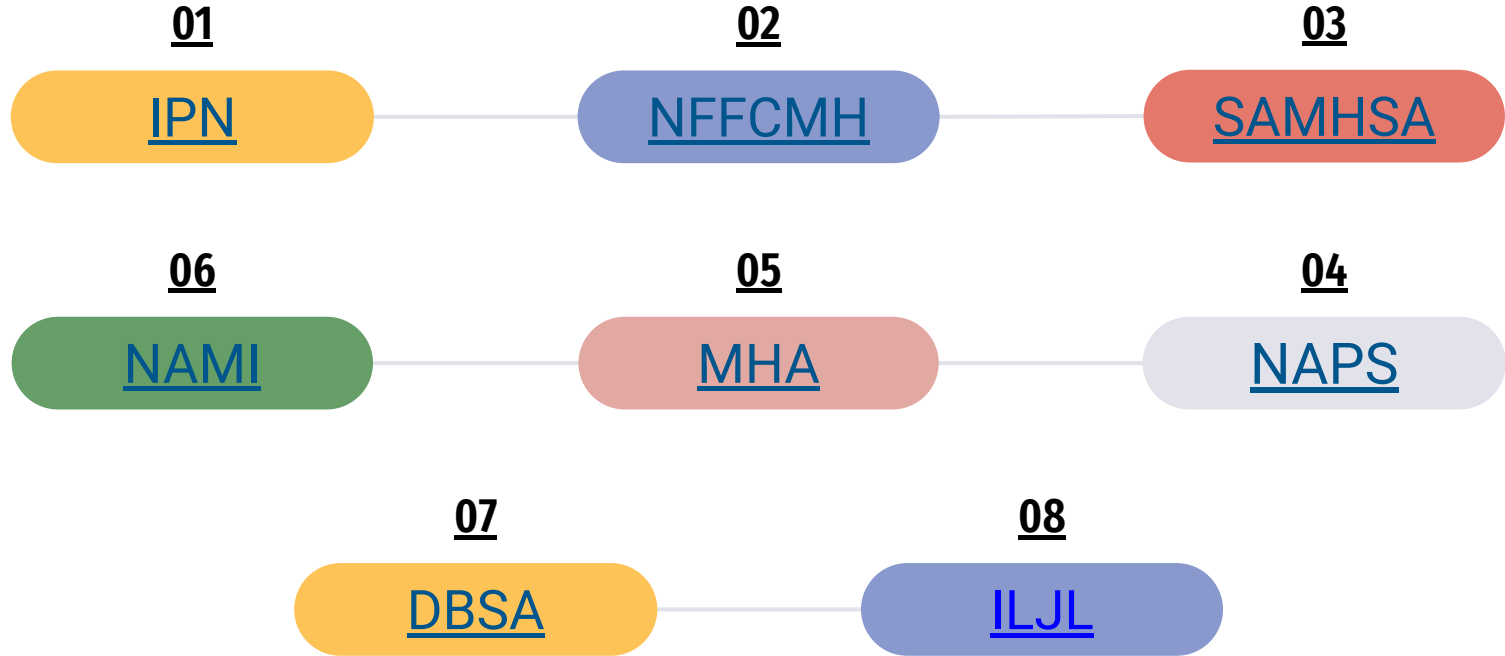 01 02 03
IPN NFFCMH SAMHSA
06 05 04
NAMI MHA NAPS
07 08
DBSA ILJL